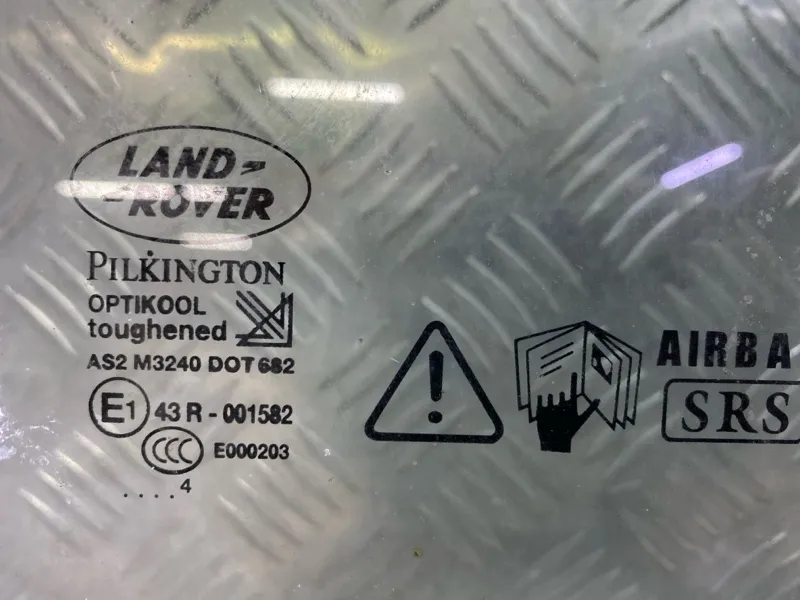 LAND-
-ROVER
PILKINGTON
OPTIKOOL
toughened
AS2 M3240 DOT 682
E1 43 R - 001582
CCC E000203
.... 4
AIRBA
SRS